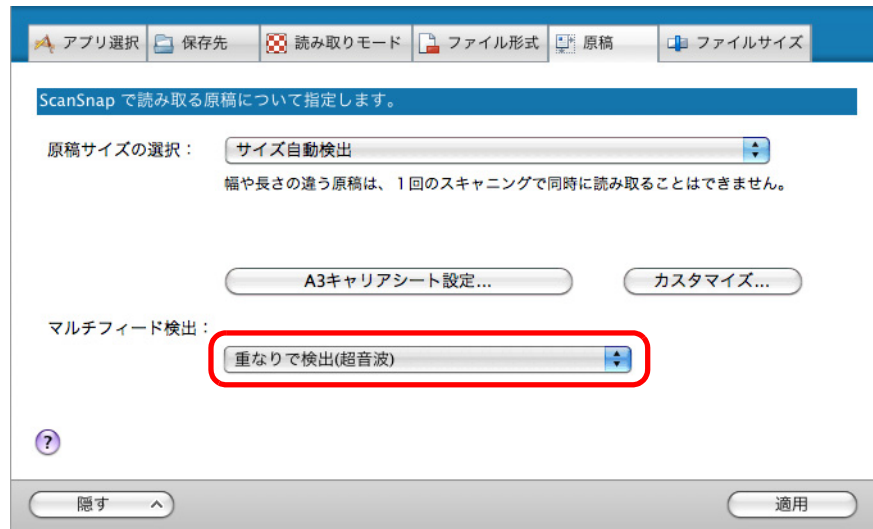 アプリ選択 保存先 読み取りモード ファイル形式 原稿 ファイルサイズ
ScanSnap で読み取る原稿について指定します。
原稿サイズの選択： サイズ自動検出
幅や長さの違う原稿は、1回のスキャニングで同時に読み取ることはできません。
A3キャリアシート設定... カスタマイズ...
マルチフィード検出：
重なりで検出(超音波)
?
隠す 適用